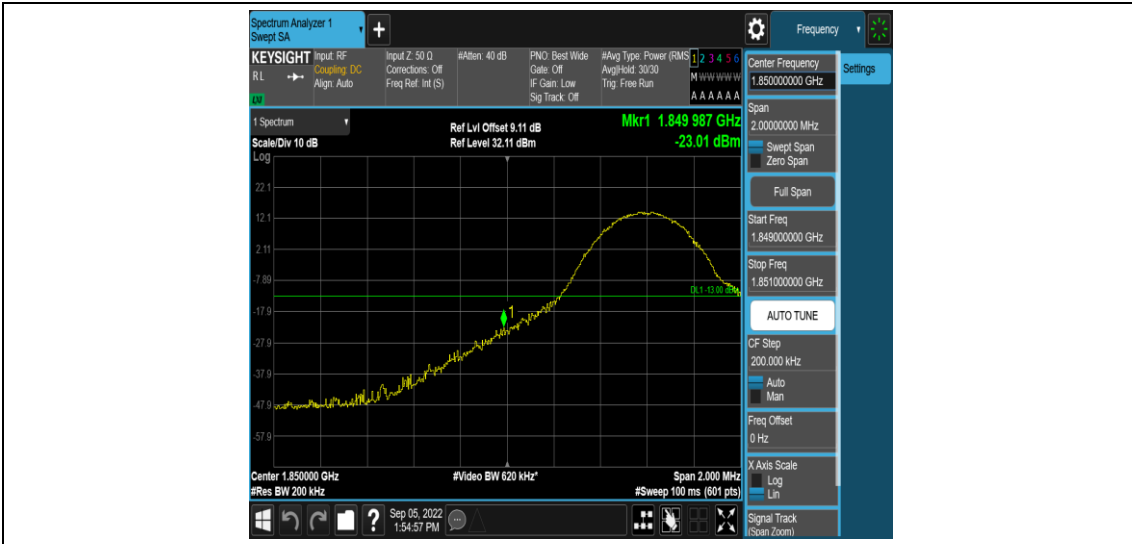 Spectrum Analyzer 1
Swept SA
+
Frequency
KEYSIGHT
RL
LXI
Input: RF
Coupling: DC
Align: Auto
Input Z: 50 Ω
Corrections: Off
Freq Ref: Int (S)
#Atten: 40 dB
PNO: Best Wide
Gate: Off
IF Gain: Low
Sig Track: Off
#Avg Type: Power (RMS
Avg|Hold: 30/30
Trig: Free Run
1 2 3 4 5 6
M W W W W W
A A A A A A
1 Spectrum
Scale/Div 10 dB
Log
Ref Lvl Offset 9.11 dB
Ref Level 32.11 dBm
Mkr1 1.849 987 GHz
-23.01 dBm
22.1
12.1
2.11
-7.89
-17.9
-27.9
-37.9
-47.9
-57.9
1
DL1 -13.00 dBm
Center 1.850000 GHz
#Res BW 200 kHz
#Video BW 620 kHz*
Span 2.000 MHz
#Sweep 100 ms (601 pts)
Center Frequency
1.850000000 GHz
Settings
Span
2.00000000 MHz
Swept Span
Zero Span
Full Span
Start Freq
1.849000000 GHz
Stop Freq
1.851000000 GHz
AUTO TUNE
CF Step
200.000 kHz
Auto
Man
Freq Offset
0 Hz
X Axis Scale
Log
Lin
Signal Track
(Span Zoom)
?
Sep 05, 2022
1:54:57 PM